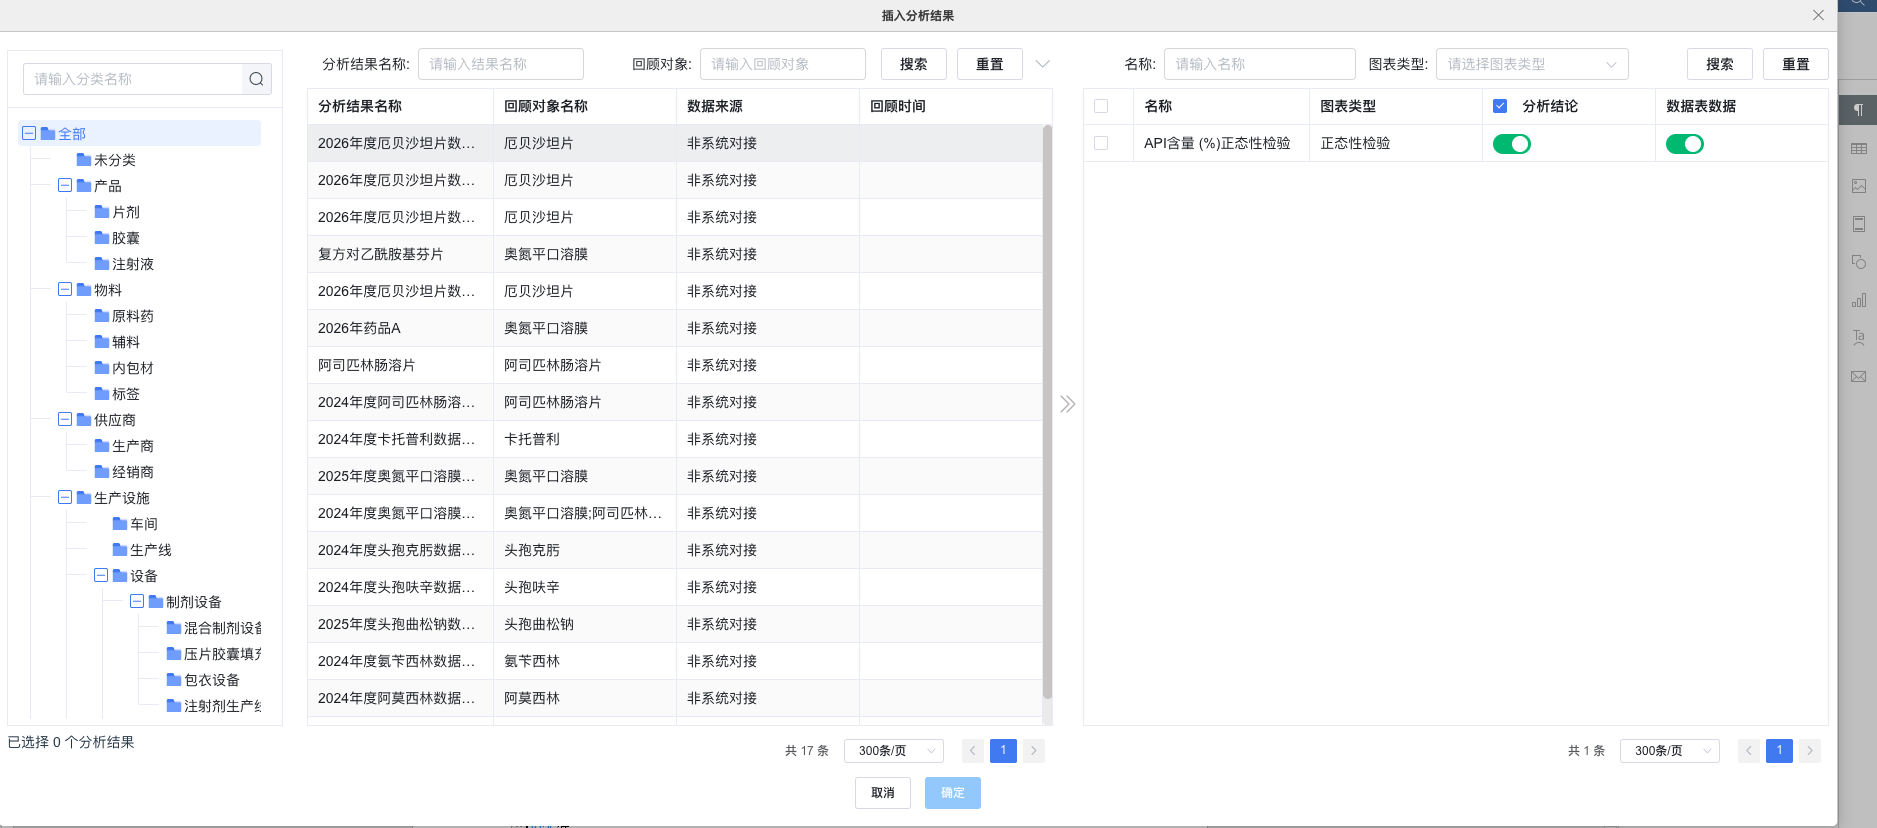 插入分析结果
请输入分类名称
全部
未分类
产品
片剂
胶囊
注射液
物料
原料药
辅料
内包材
标签
供应商
生产商
经销商
生产设施
车间
生产线
设备
制剂设备
混合制剂设备
压片胶囊填充
包衣设备
注射剂生产线
已选择 0 个分析结果
分析结果名称: 请输入结果名称 回顾对象: 请输入回顾对象 搜索 重置
分析结果名称 回顾对象名称 数据来源 回顾时间
2026年度厄贝沙坦片数... 厄贝沙坦片 非系统对接
2026年度厄贝沙坦片数... 厄贝沙坦片 非系统对接
2026年度厄贝沙坦片数... 厄贝沙坦片 非系统对接
复方对乙酰胺基芬片 奥氮平口溶膜 非系统对接
2026年度厄贝沙坦片数... 厄贝沙坦片 非系统对接
2026年药品A 奥氮平口溶膜 非系统对接
阿司匹林肠溶片 阿司匹林肠溶片 非系统对接
2024年度阿司匹林肠溶... 阿司匹林肠溶片 非系统对接
2024年度卡托普利数据... 卡托普利 非系统对接
2025年度奥氮平口溶膜... 奥氮平口溶膜 非系统对接
2024年度奥氮平口溶膜... 奥氮平口溶膜;阿司匹林... 非系统对接
2024年度头孢克肟数据... 头孢克肟 非系统对接
2024年度头孢呋辛数据... 头孢呋辛 非系统对接
2025年度头孢曲松钠数... 头孢曲松钠 非系统对接
2024年度氨苄西林数据... 氨苄西林 非系统对接
2024年度阿莫西林数据... 阿莫西林 非系统对接
共 17 条 300条/页 1
名称: 请输入名称 图表类型: 请选择图表类型 搜索 重置
名称 图表类型 分析结论 数据表数据
API含量 (%)正态性检验 正态性检验
共 1 条 300条/页 1
取消 确定